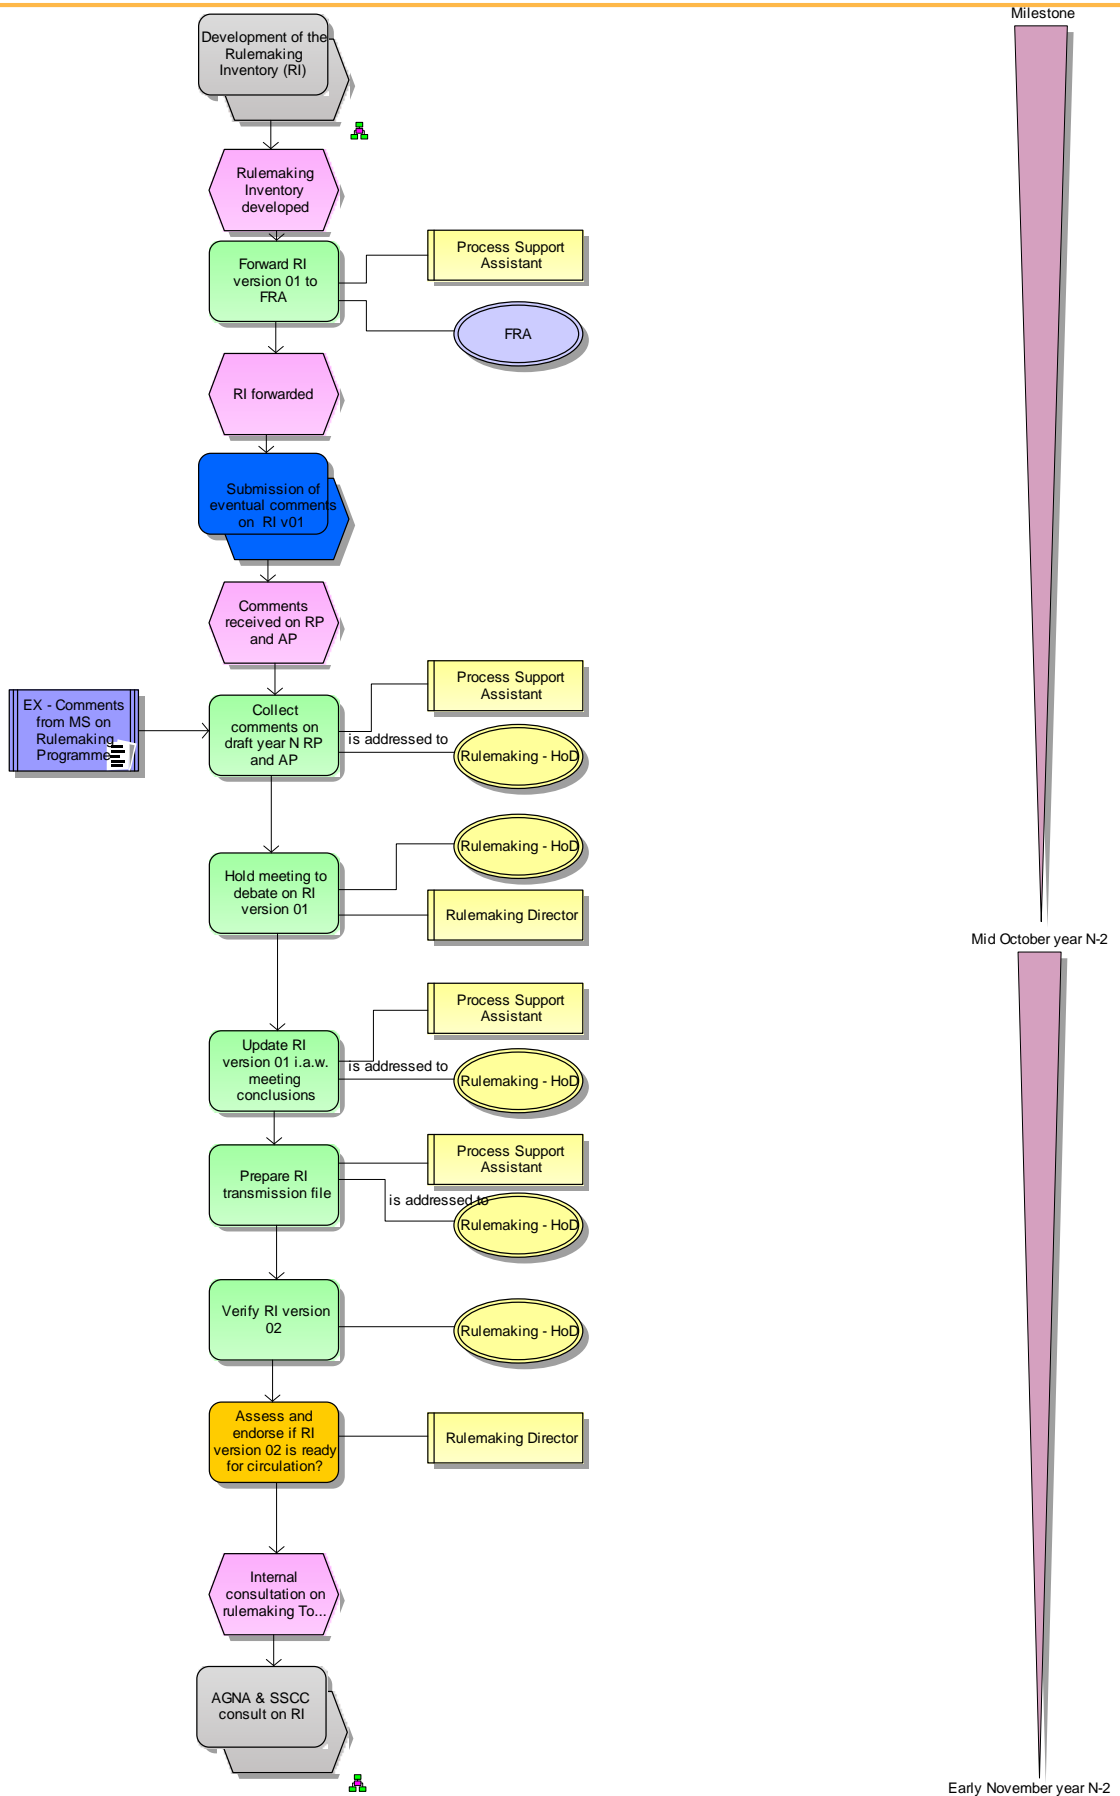 Milestone
Development of the
Rulemaking
Inventory (RI)
Rulemaking
Inventory
developed
Forward RI
version 01 to
FRA
Process Support
Assistant
FRA
RI forwarded
Submission of
eventual comments
on RI v01
Comments
received on RP
and AP
EX - Comments
from MS on
Rulemaking
Programme
Collect
comments on
draft year N RP
and AP
Process Support
Assistant
is addressed to
Rulemaking - HoD
Hold meeting to
debate on RI
version 01
Rulemaking - HoD
Rulemaking Director
Mid October year N-2
Update RI
version 01 i.a.w.
meeting
conclusions
Process Support
Assistant
is addressed to
Rulemaking - HoD
Prepare RI
transmission file
Process Support
Assistant
is addressed to
Rulemaking - HoD
Verify RI version
02
Rulemaking - HoD
Assess and
endorse if RI
version 02 is ready
for circulation?
Rulemaking Director
Internal
consultation on
rulemaking To...
AGNA & SSCC
consult on RI
Early November year N-2